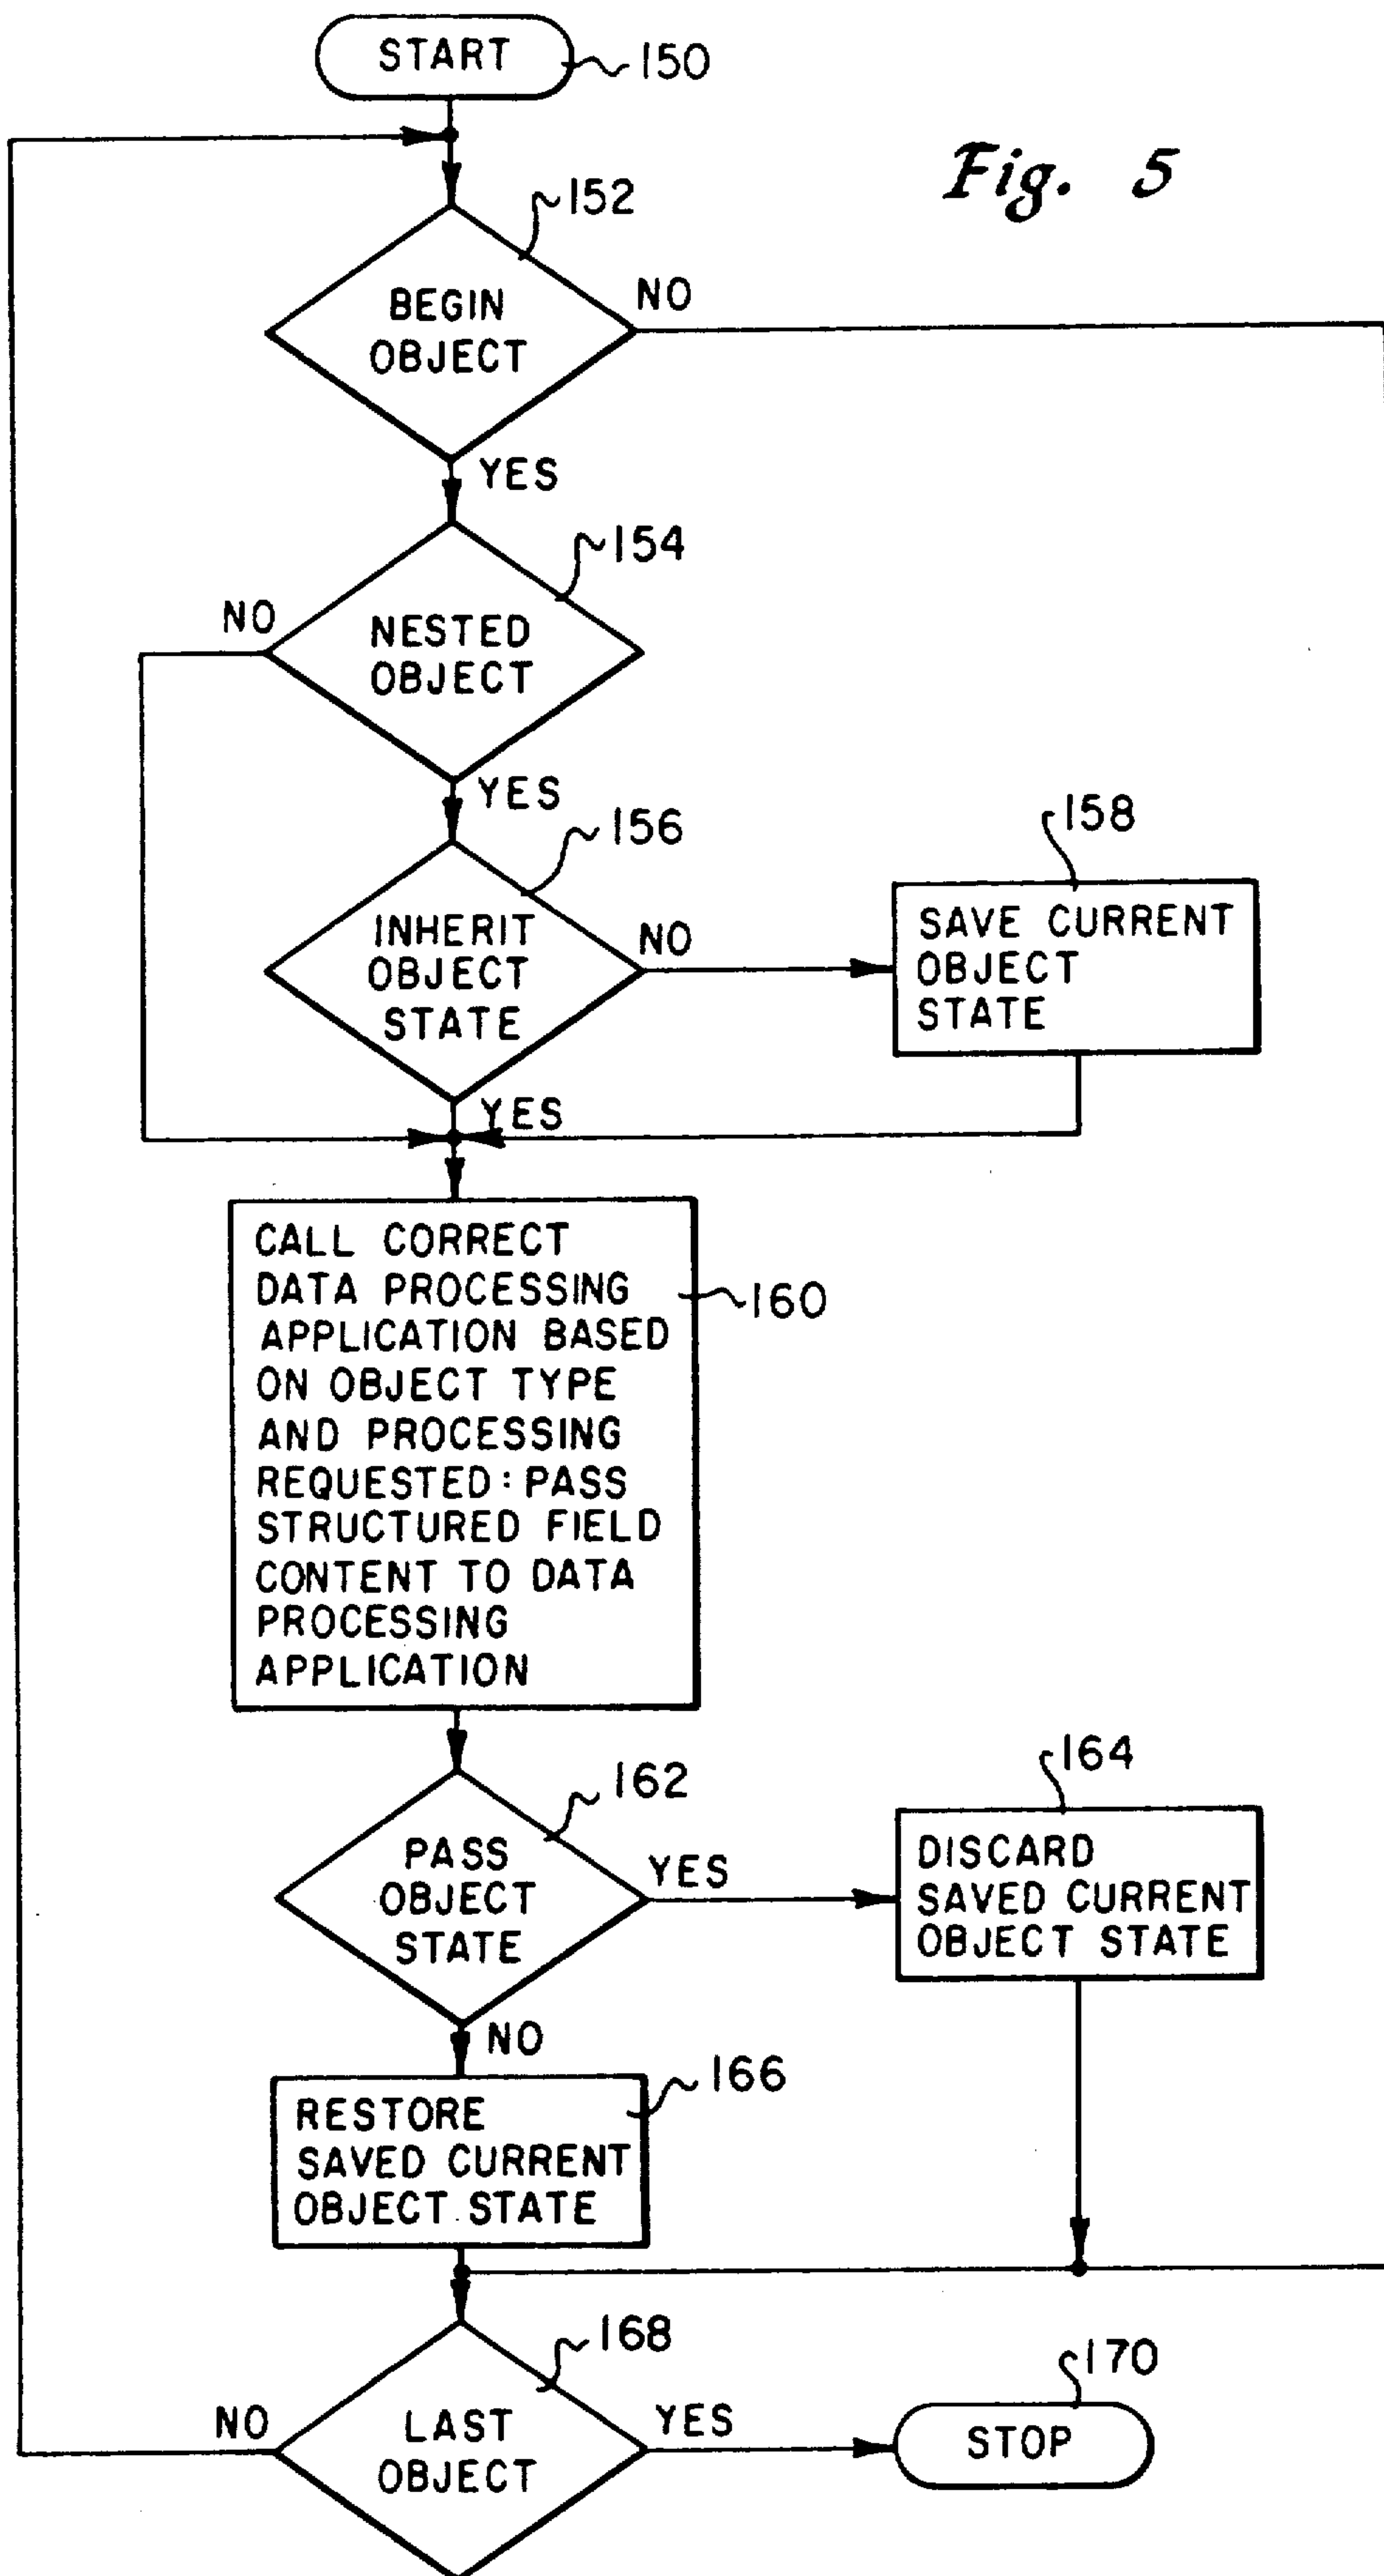 START
150
Fig. 5
152
BEGIN
OBJECT
NO
YES
154
NO
NESTED
OBJECT
YES
156
INHERIT
OBJECT
STATE
NO
158
SAVE CURRENT
OBJECT
STATE
YES
CALL CORRECT
DATA PROCESSING
APPLICATION BASED
ON OBJECT TYPE
AND PROCESSING
REQUESTED: PASS
STRUCTURED FIELD
CONTENT TO DATA
PROCESSING
APPLICATION
160
162
PASS
OBJECT
STATE
YES
164
DISCARD
SAVED CURRENT
OBJECT STATE
NO
166
RESTORE
SAVED CURRENT
OBJECT STATE
168
NO
LAST
OBJECT
YES
170
STOP